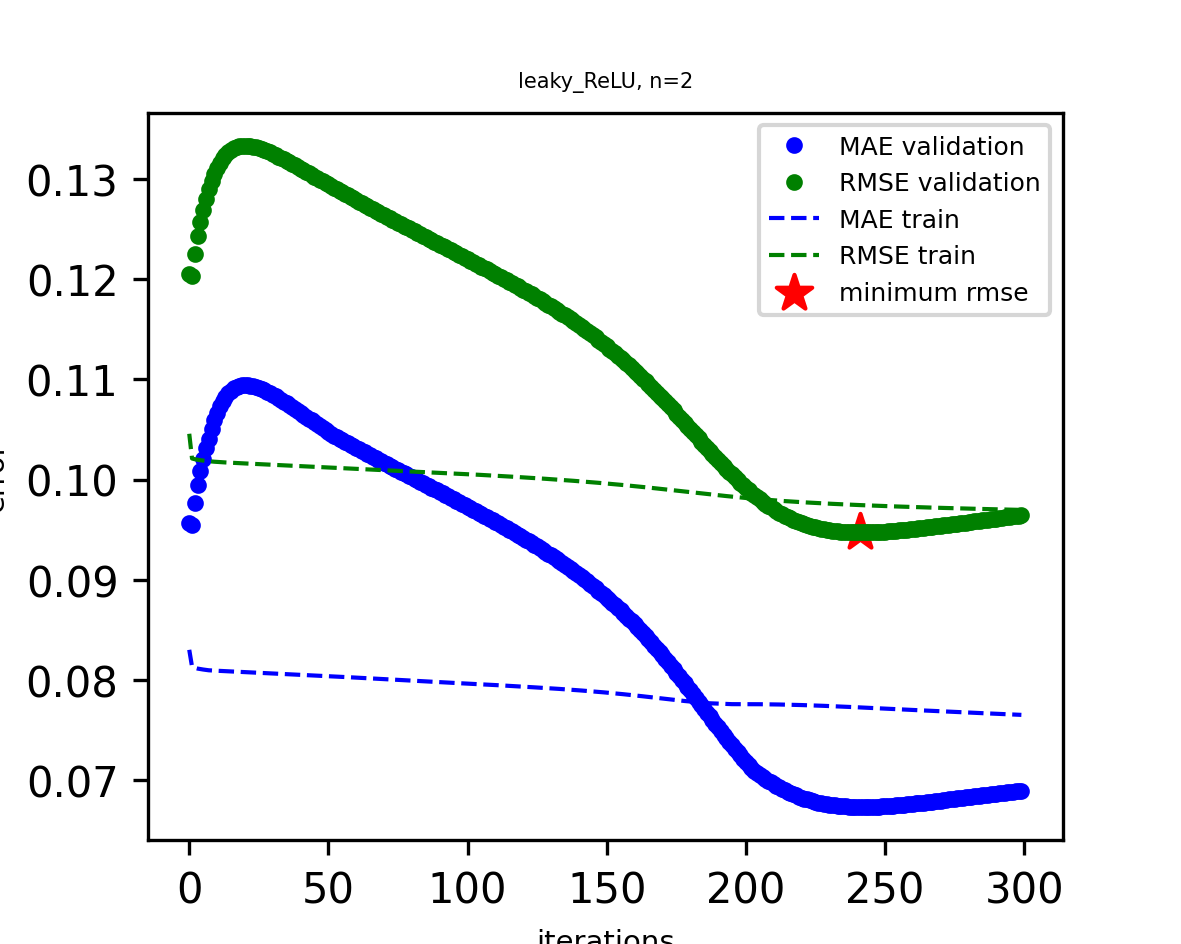 leaky_ReLU, n=2
MAE validation
RMSE validation
MAE train
RMSE train
minimum rmse
0.13
0.12
0.11
0.10
0.09
0.08
0.07
0 50 100 150 200 250 300
iterations